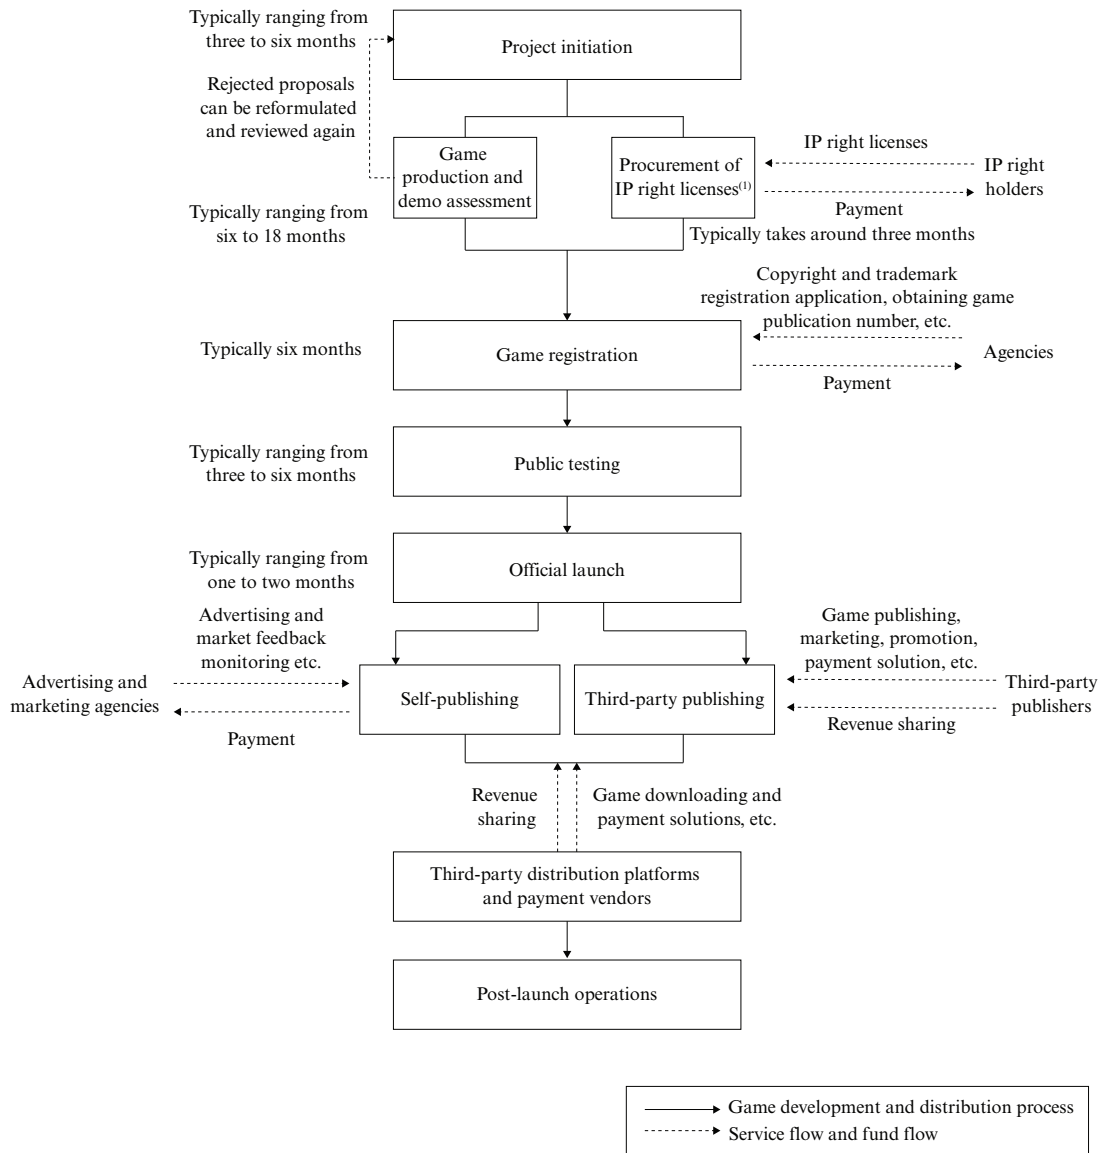 Typically ranging from
three to six months
Project initiation
Rejected proposals
can be reformulated
and reviewed again
Game
production and
demo assessment
Procurement of
IP right licenses(1)
IP right licenses
IP right
holders
Payment
Typically ranging from
six to 18 months
Typically takes around three months
Copyright and trademark
registration application, obtaining game
publication number, etc.
Typically six months
Game registration
Agencies
Payment
Typically ranging from
three to six months
Public testing
Typically ranging from
one to two months
Official launch
Advertising and
market feedback
monitoring etc.
Game publishing,
marketing, promotion,
payment solution, etc.
Advertising and
marketing agencies
Self-publishing
Third-party publishing
Third-party
publishers
Payment
Revenue sharing
Revenue
sharing
Game downloading and
payment solutions, etc.
Third-party distribution platforms
and payment vendors
Post-launch operations
Game development and distribution process
Service flow and fund flow